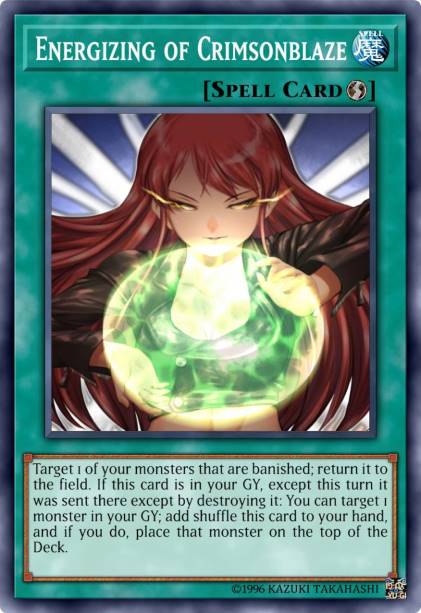 ENERGIZING OF CRIMSONBLAZE
SPELL
魔
[SPELL CARD]
Target 1 of your monsters that are banished; return it to
the field. If this card is in your GY, except this turn it
was sent there except by destroying it: You can target 1
monster in your GY; add shuffle this card to your hand,
and if you do, place that monster on the top of the
Deck.
©1996 KAZUKI TAKAHASHI